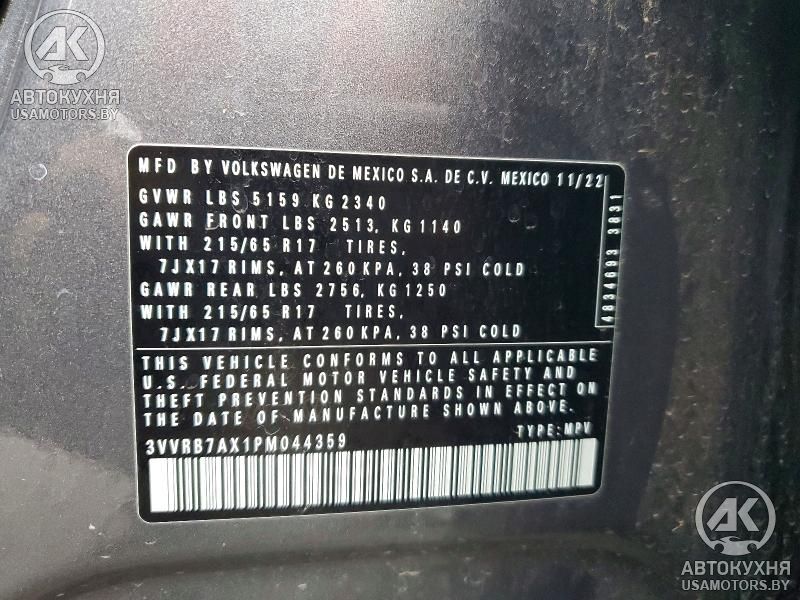 АК
АВТОКУХНЯ
USAMOTORS.BY
MFD BY VOLKSWAGEN DE MEXICO S.A. DE C.V. MEXICO 11/22
GVWR LBS 5159 KG 2340
GAWR FRONT LBS 2513, KG 1140
WITH 215/65 R17 TIRES,
7JX17 RIMS, AT 260 KPA, 38 PSI COLD
GAWR REAR LBS 2756, KG 1250
WITH 215/65 R17 TIRES,
7JX17 RIMS, AT 260 KPA, 38 PSI COLD
4834693 3831
THIS VEHICLE CONFORMS TO ALL APPLICABLE
U.S. FEDERAL MOTOR VEHICLE SAFETY AND
THEFT PREVENTION STANDARDS IN EFFECT ON
THE DATE OF MANUFACTURE SHOWN ABOVE.
3VVRB7AX1PM044359 TYPE: MPV
АК
АВТОКУХНЯ
USAMOTORS.BY